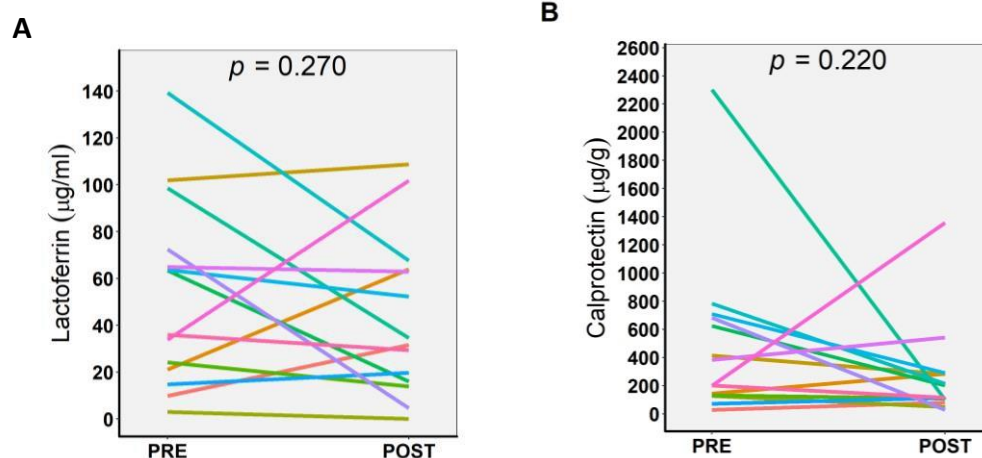 A
p = 0.270
Lactoferrin (µg/ml)
140
120
100
80
60
40
20
0
PRE
POST
B
p = 0.220
Calprotectin (µg/g)
2600
2400
2200
2000
1800
1600
1400
1200
1000
800
600
400
200
0
PRE
POST